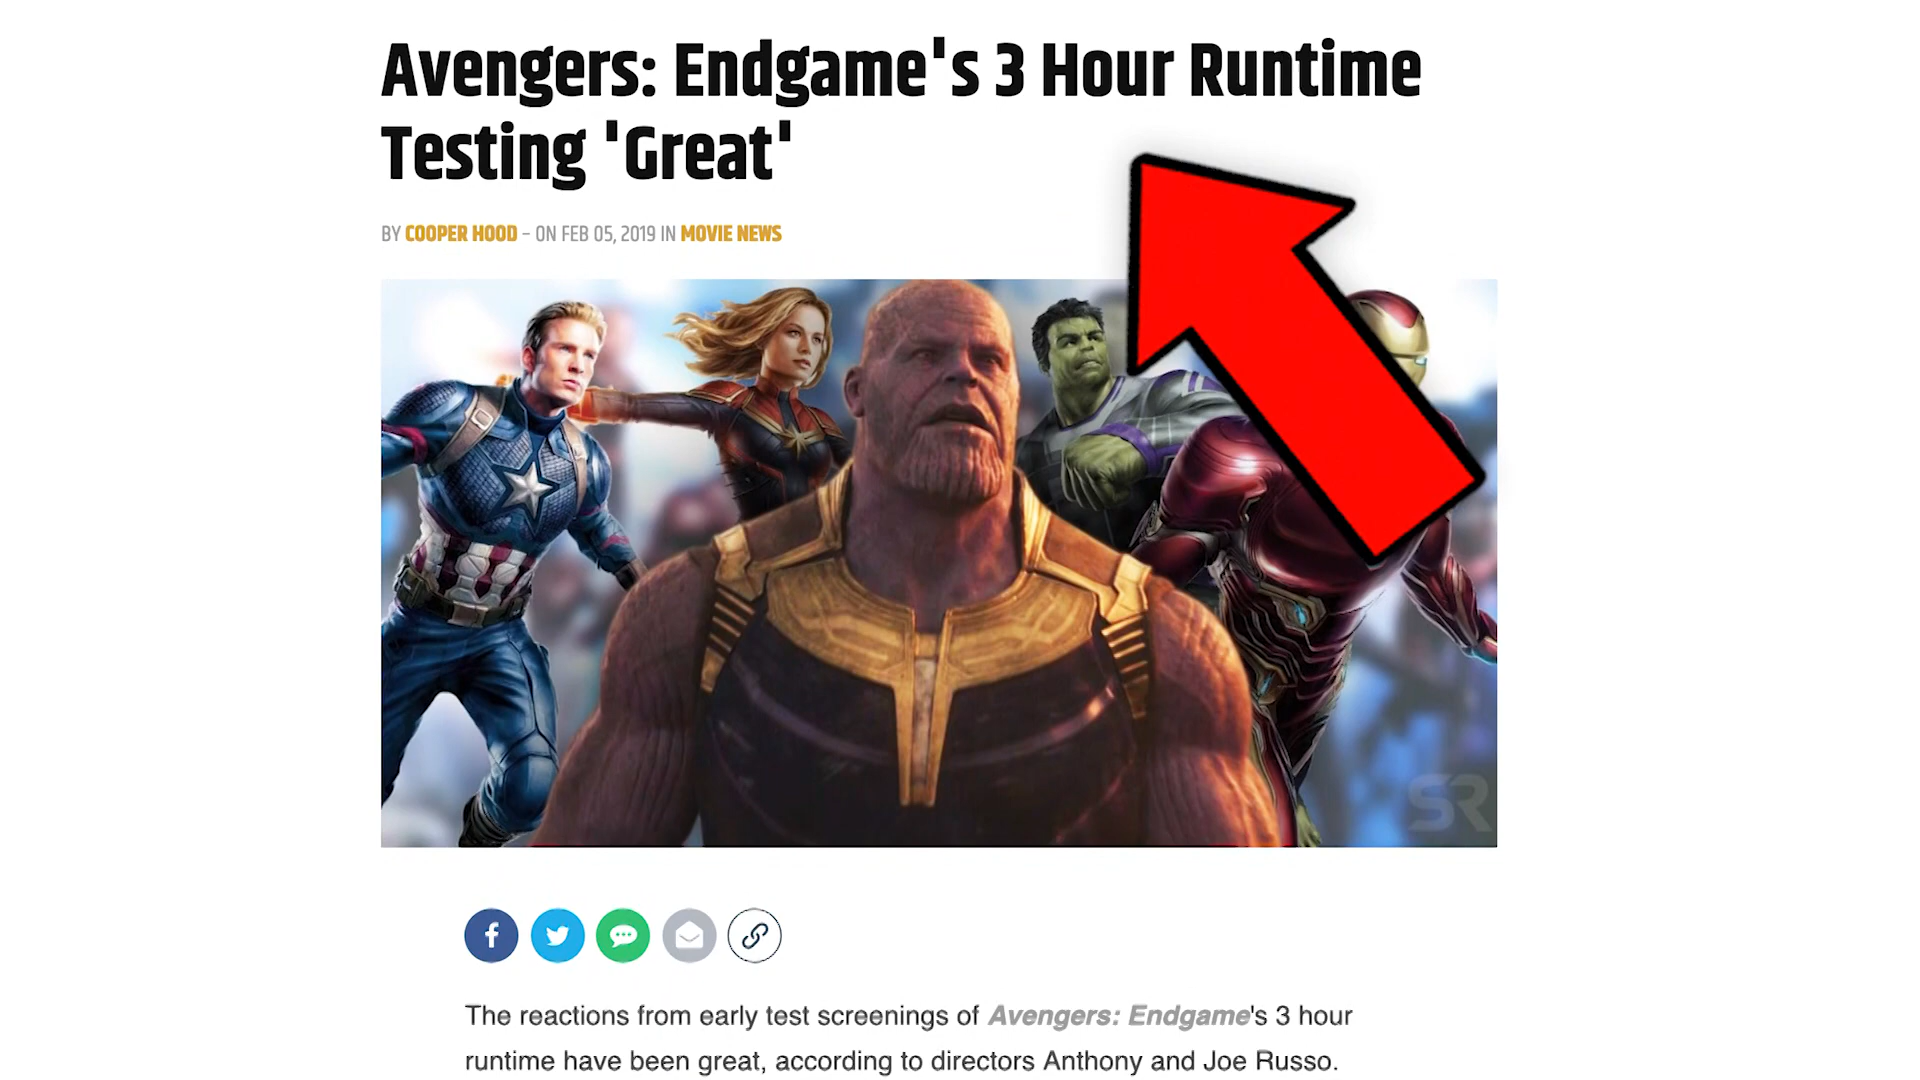 Avengers: Endgame's 3 Hour Runtime
Testing 'Great'
BY COOPER HOOD – ON FEB 05, 2019 IN MOVIE NEWS
SR
The reactions from early test screenings of Avengers: Endgame's 3 hour
runtime have been great, according to directors Anthony and Joe Russo.